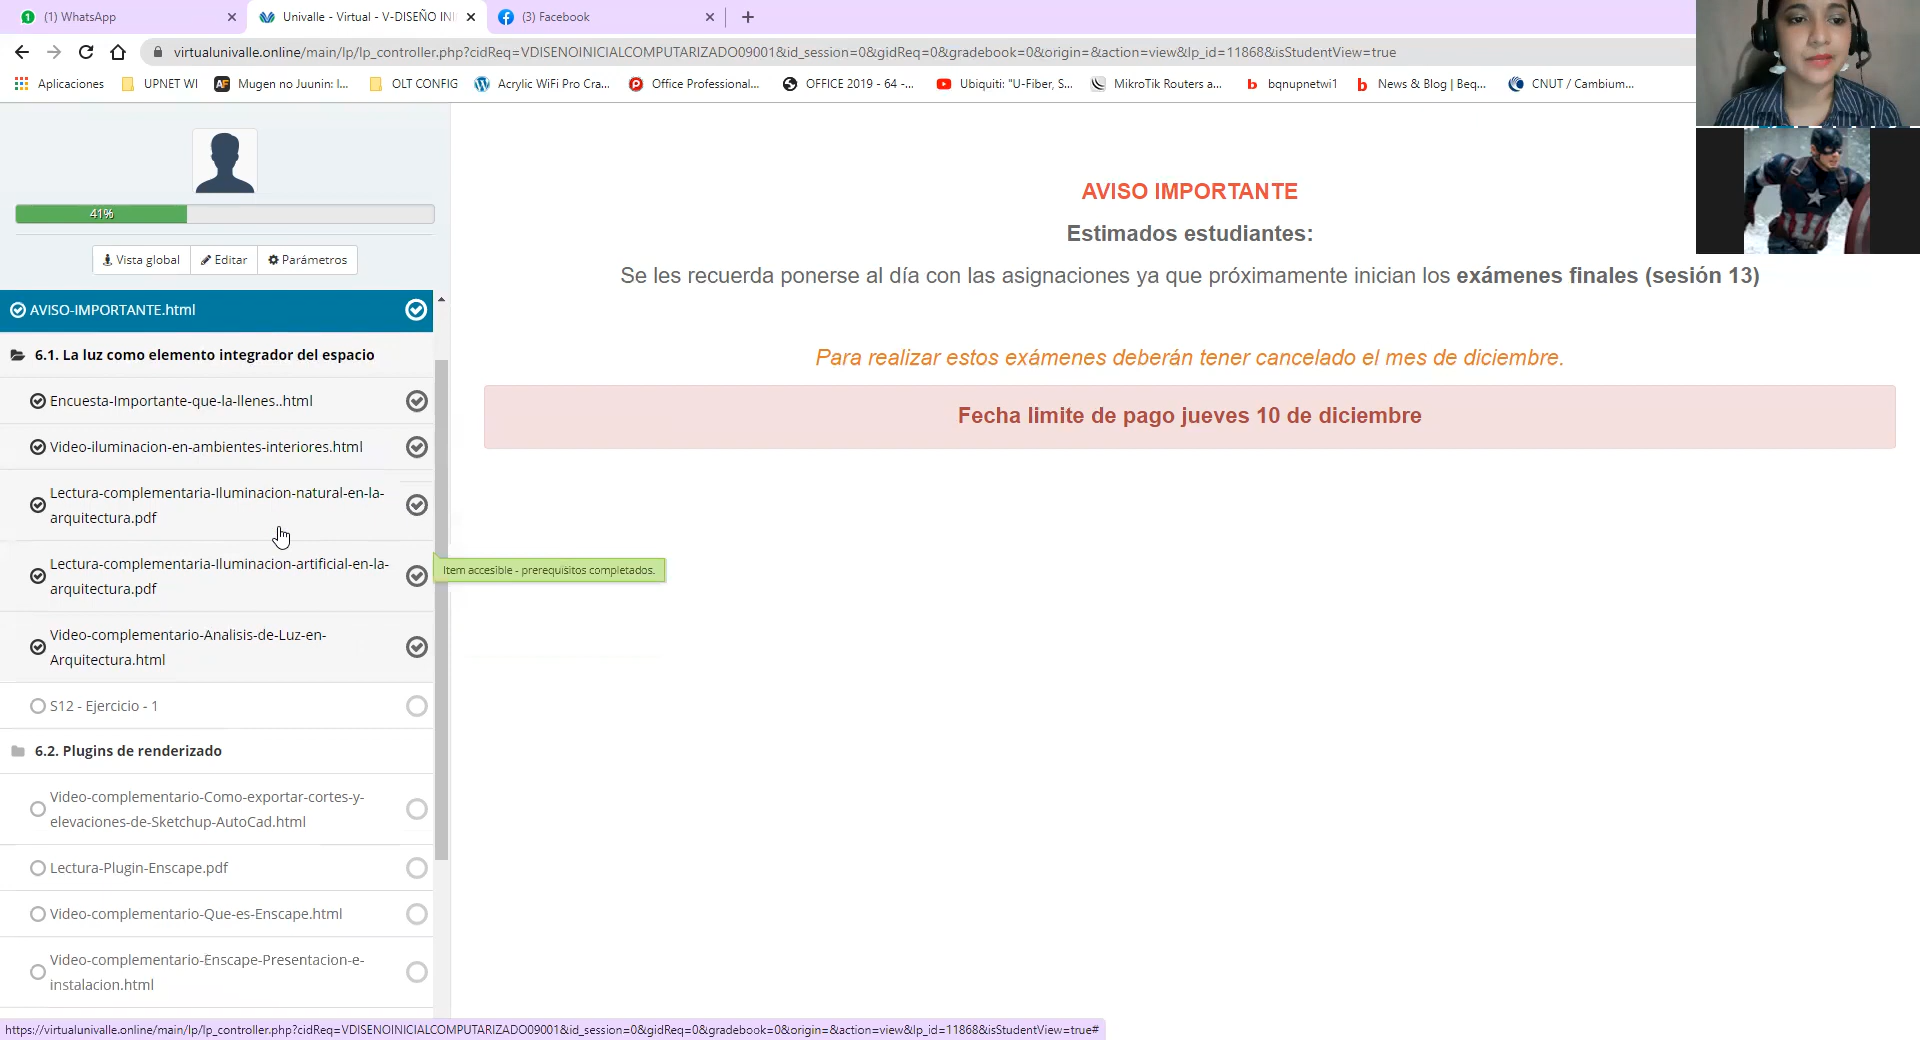 (1) WhatsApp
Univalle - Virtual - V-DISEÑO INI
(3) Facebook
virtualunivalle.online/main/lp/lp_controller.php?cidReq=VDISENOINICIALCOMPUTARIZADO09001&id_session=0&gidReq=0&gradebook=0&origin=&action=view&lp_id=11868&isStudentView=true
Aplicaciones
UPNET WI
Mugen no Juunin: I...
OLT CONFIG
Acrylic WiFi Pro Cra...
Office Professional...
OFFICE 2019 - 64 -...
Ubiquiti: "U-Fiber, S...
MikroTik Routers a...
bqnupnetwi1
News & Blog | Beq...
CNUT / Cambium...
41%
Vista global
Editar
Parámetros
AVISO-IMPORTANTE.html
6.1. La luz como elemento integrador del espacio
Encuesta-Importante-que-la-llenes..html
Video-iluminacion-en-ambientes-interiores.html
Lectura-complementaria-Iluminacion-natural-en-la-
arquitectura.pdf
Lectura-complementaria-Iluminacion-artificial-en-la-
arquitectura.pdf
Item accesible - prerequisitos completados.
Video-complementario-Analisis-de-Luz-en-
Arquitectura.html
S12 - Ejercicio - 1
6.2. Plugins de renderizado
Video-complementario-Como-exportar-cortes-y-
elevaciones-de-Sketchup-AutoCad.html
Lectura-Plugin-Enscape.pdf
Video-complementario-Que-es-Enscape.html
Video-complementario-Enscape-Presentacion-e-
instalacion.html
AVISO IMPORTANTE
Estimados estudiantes:
Se les recuerda ponerse al día con las asignaciones ya que próximamente inician los exámenes finales (sesión 13)
Para realizar estos exámenes deberán tener cancelado el mes de diciembre.
Fecha limite de pago jueves 10 de diciembre
https://virtualunivalle.online/main/lp/lp_controller.php?cidReq=VDISENOINICIALCOMPUTARIZADO09001&id_session=0&gidReq=0&gradebook=0&origin=&action=view&lp_id=11868&isStudentView=true#